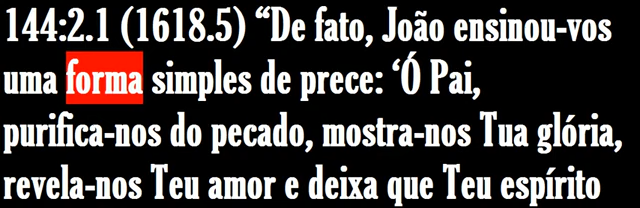 144:2.1 (1618.5) “De fato, João ensinou-vos
uma forma simples de prece: ‘Ó Pai,
purifica-nos do pecado, mostra-nos Tua glória,
revela-nos Teu amor e deixa que Teu espírito